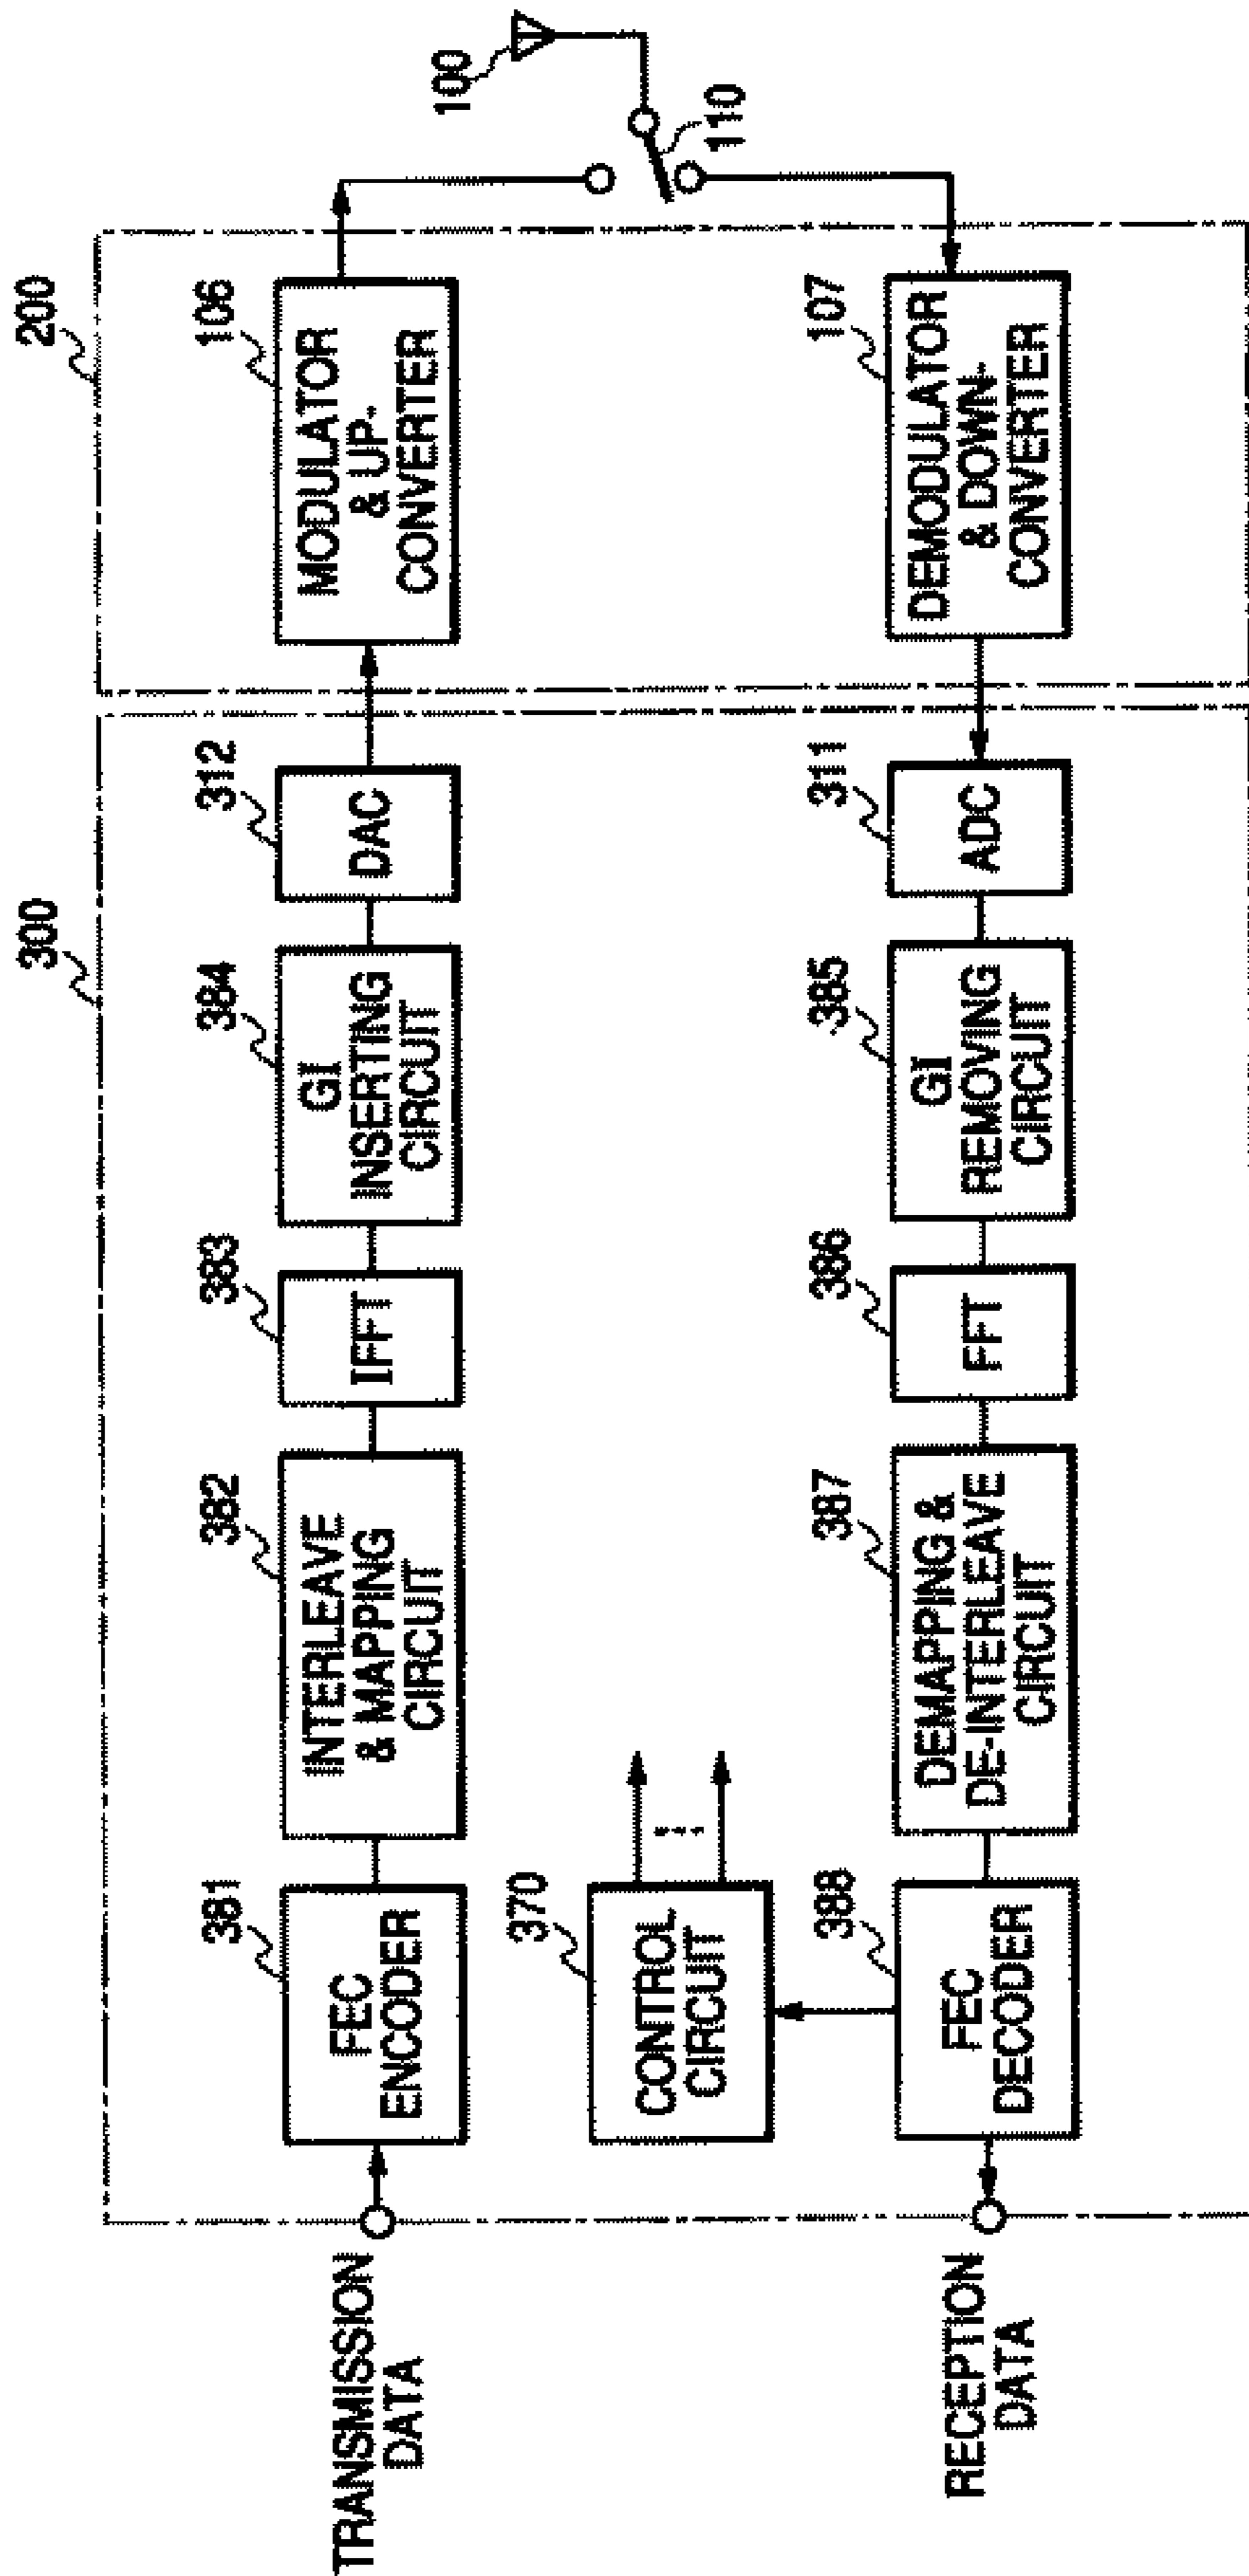 300
200
381
FEC
ENCODER
382
INTERLEAVE
& MAPPING
CIRCUIT
383
IFFT
384
GI
INSERTING
CIRCUIT
312
DAC
106
MODULATOR
& UP-
CONVERTER
100
110
TRANSMISSION
DATA
370
CONTROL
CIRCUIT
388
FEC
DECODER
387
DEMAPPING &
DE-INTERLEAVE
CIRCUIT
386
FFT
385
GI
REMOVING
CIRCUIT
311
ADC
107
DEMODULATOR
& DOWN-
CONVERTER
RECEPTION
DATA